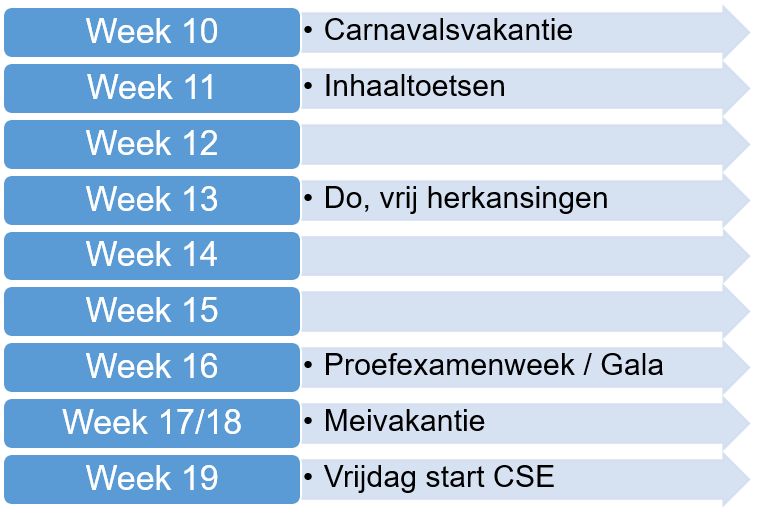 Week 10
• Carnavalsvakantie
Week 11
• Inhaaltoetsen
Week 12
Week 13
• Do, vrij herkansingen
Week 14
Week 15
Week 16
• Proefexamenweek / Gala
Week 17/18
• Meivakantie
Week 19
• Vrijdag start CSE